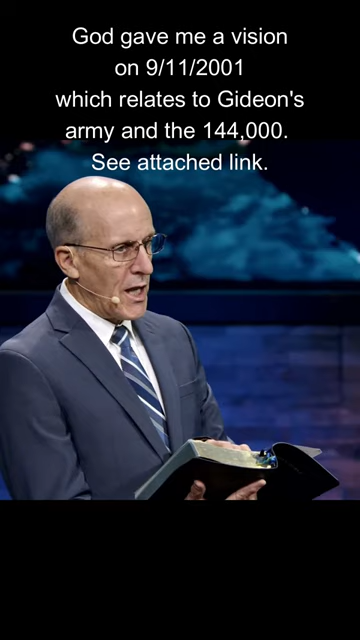 God gave me a vision
on 9/11/2001
which relates to Gideon's
army and the 144,000.
See attached link.